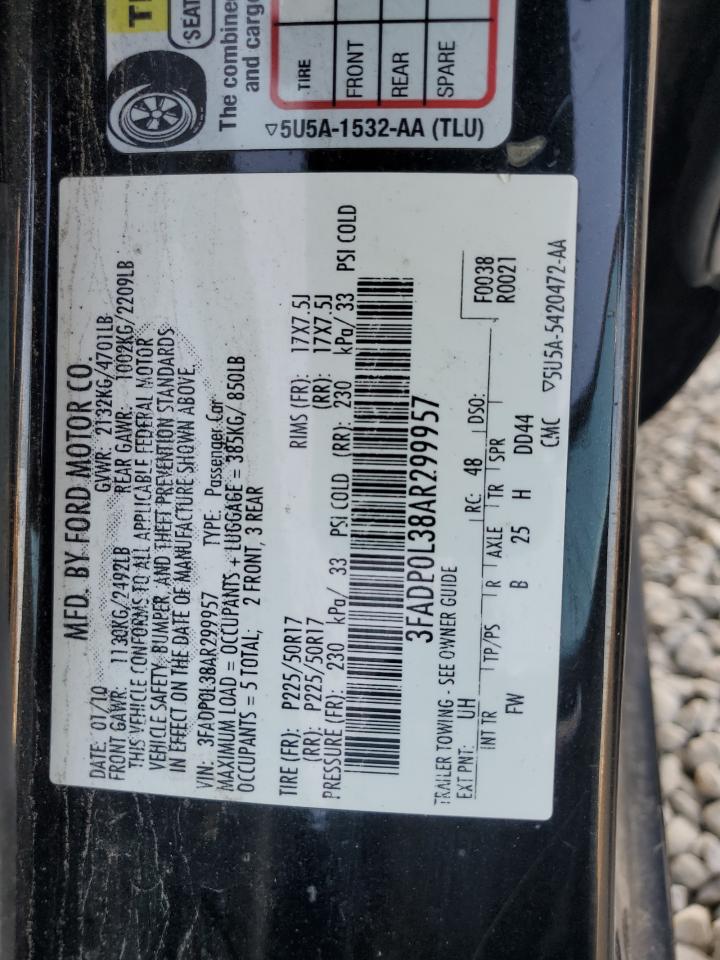 MFD. BY FORD MOTOR CO.
DATE: 07/10 GVWR: 2132KG/4701LB
FRONT GAWR: 1130KG/2492LB REAR GAWR: 1002KG/2209LB
THIS VEHICLE CONFORMS TO ALL APPLICABLE FEDERAL MOTOR
VEHICLE SAFETY, BUMPER, AND THEFT PREVENTION STANDARDS
IN EFFECT ON THE DATE OF MANUFACTURE SHOWN ABOVE
VIN: 3FADP0L38AR299957 TYPE: Passenger Car
MAXIMUM LOAD = OCCUPANTS + LUGGAGE = 385KG/ 850LB
OCCUPANTS = 5 TOTAL; 2 FRONT, 3 REAR
TIRE (FR): P225/50R17 RIMS (FR): 17X7.5J
(RR): P225/50R17 (RR): 17X7.5J
PRESSURE (FR): 230 kPa/ 33 PSI COLD (RR): 230 kPa/ 33 PSI COLD
3FADP0L38AR299957
TRAILER TOWING - SEE OWNER GUIDE F0038
EXT PNT: UH RC: 48 DSO: R0021
INT TR TP/PS R AXLE TR SPR
FW B 25 H DD44
CMC ▽5U5A-5420472-AA
SEAT
The combined
and cargo
TIRE
FRONT
REAR
SPARE
▽5U5A-1532-AA (TLU)